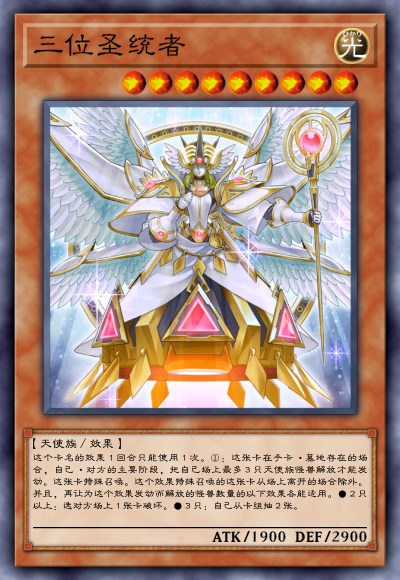 三位圣统者
ひかり
光
【天使族／效果】
这个卡名的效果1回合只能使用1次。①：这张卡在手卡·墓地存在的场
合，自己·对方的主要阶段，把自己场上最多3只天使族怪兽解放才能发
动。这张卡特殊召唤。这个效果特殊召唤的这张卡从场上离开的场合除外。
并且，再让为这个效果发动而解放的怪兽数量的以下效果各能适用。●2只
以上：选对方场上1张卡破坏。●3只：自己从卡组抽2张。
ATK/1900 DEF/2900